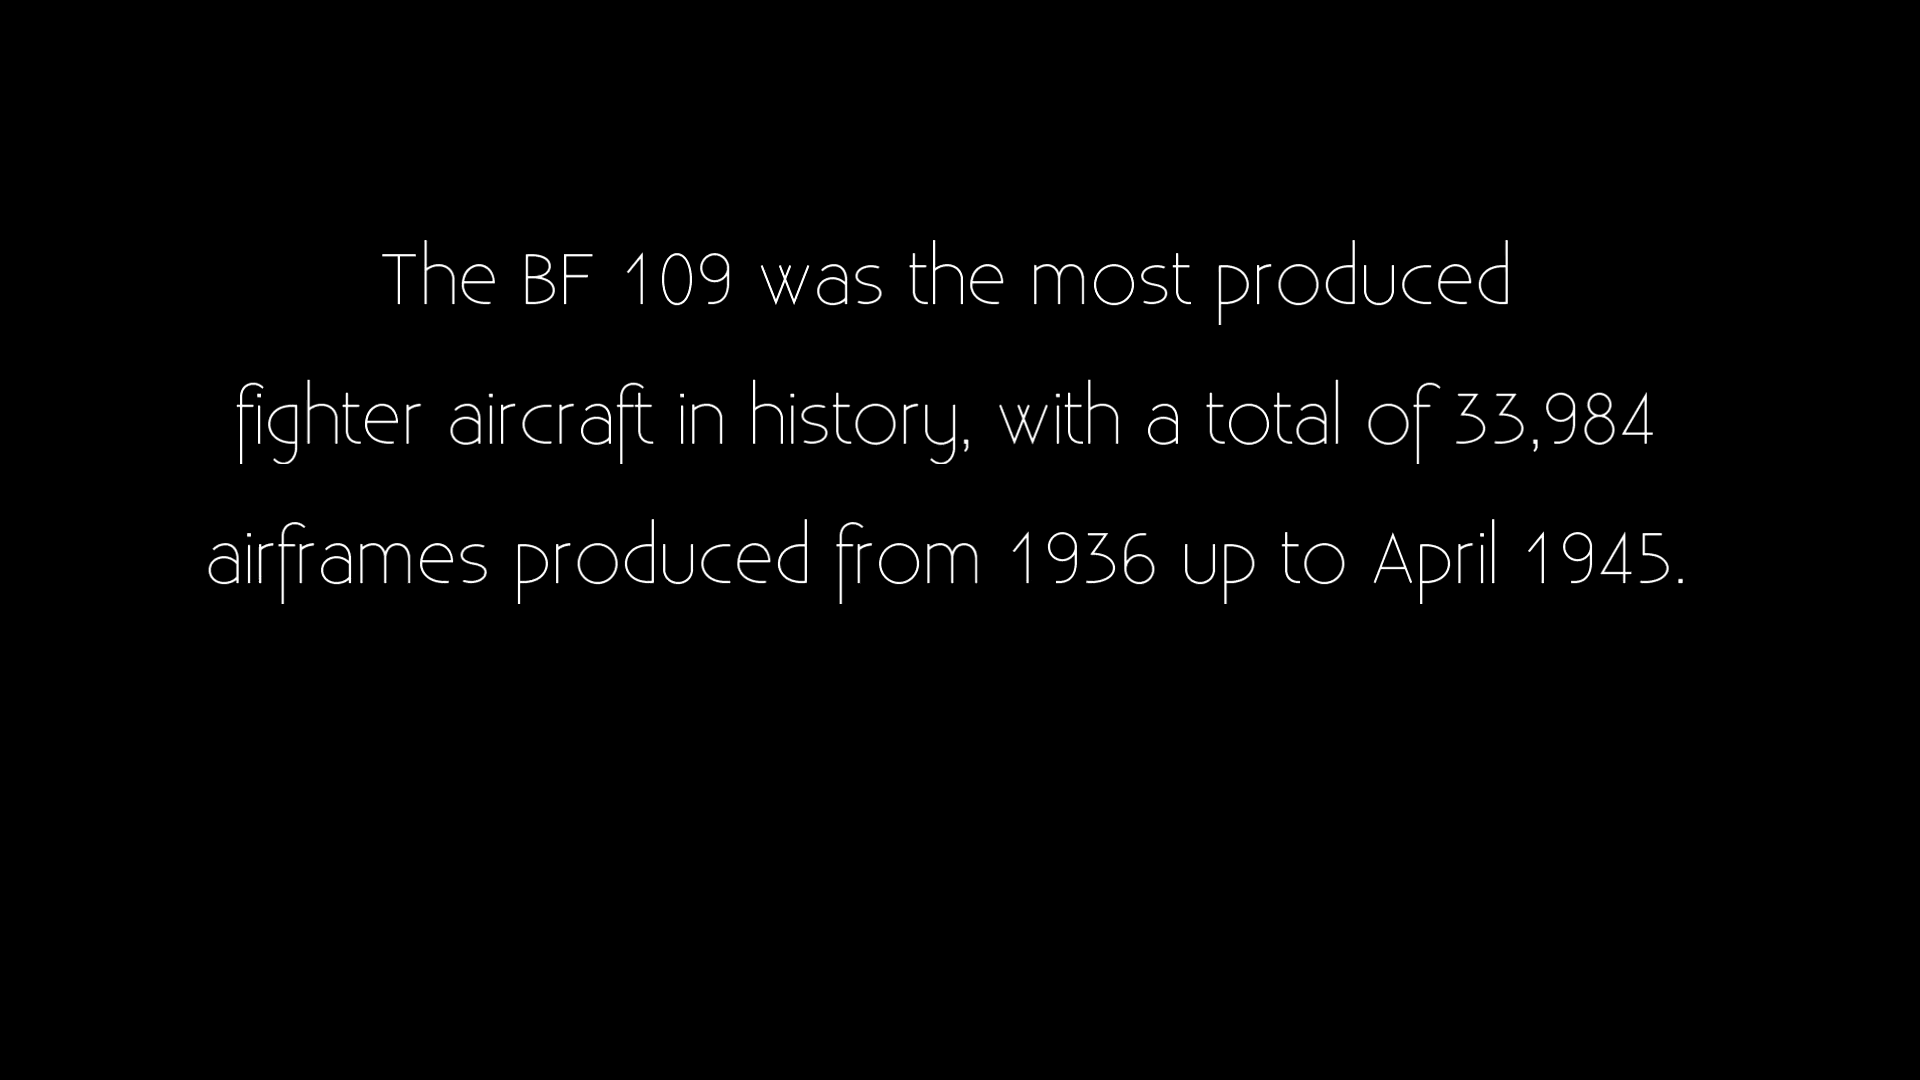 The BF 109 was the most produced
fighter aircraft in history, with a total of 33,984
airframes produced from 1936 up to April 1945.